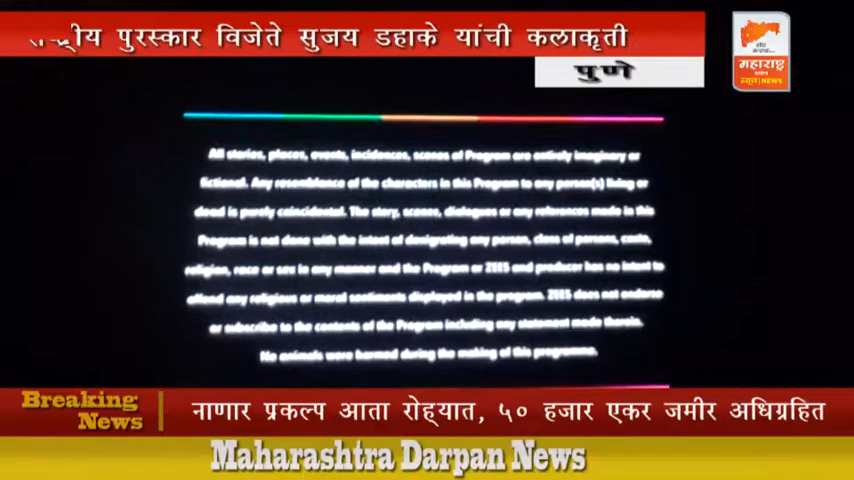 राष्ट्रीय पुरस्कार विजेते सुजय डहाके यांची कलाकृती
पुणे
महाराष्ट्र
न्यूज NEWS
All stories, places, events, incidences, scenes of Program are entirely imaginary or
fictional. Any resemblence of the characters in this Program to any person(s) living or
dead is purely coincidental. The story, scenes, dialogues or any references made in this
Program is not done with the intent of denigrating any person, class of persons, caste,
religion, race or sex in any manner and the Program or ZEE5 and producer has no intent to
offend any religious or moral sentiments displayed in the program. ZEE5 does not endorse
or subscribe to the contents of the Program including any statement made therein.
No animals were harmed during the making of this programme.
Breaking News
नाणार प्रकल्प आता रोह्यात, ५० हजार एकर जमीर अधिग्रहित
Maharashtra Darpan News